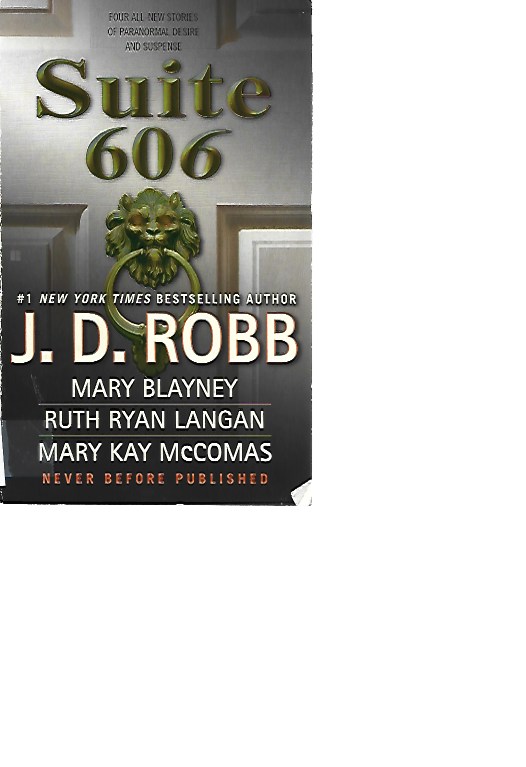 FOUR ALL-NEW STORIES
OF PARANORMAL DESIRE
AND SUSPENSE
Suite
606
#1 NEW YORK TIMES BESTSELLING AUTHOR
J. D. ROBB
MARY BLAYNEY
RUTH RYAN LANGAN
MARY KAY McCOMAS
NEVER BEFORE PUBLISHED